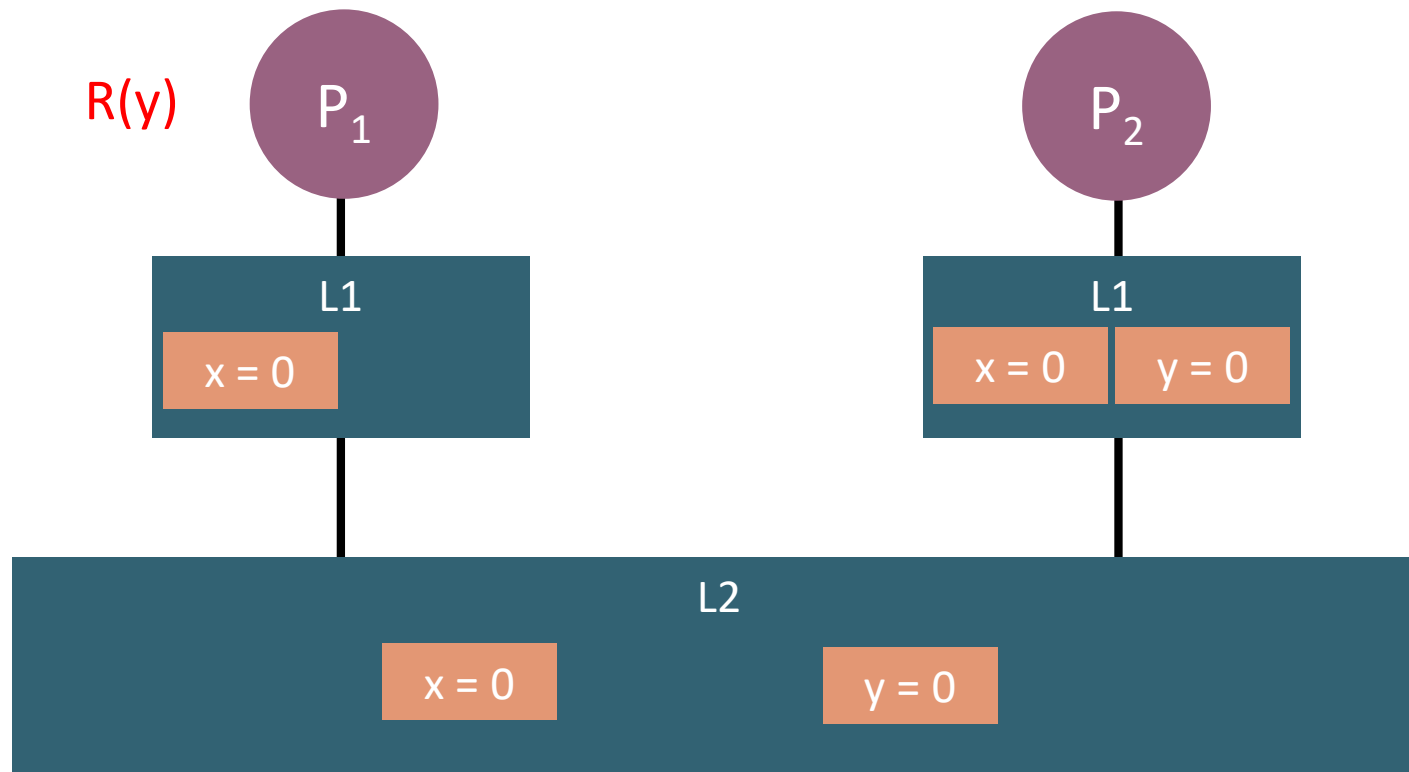 R(y)
P₁
P₂
L1
x = 0
L1
x = 0
y = 0
L2
x = 0
y = 0